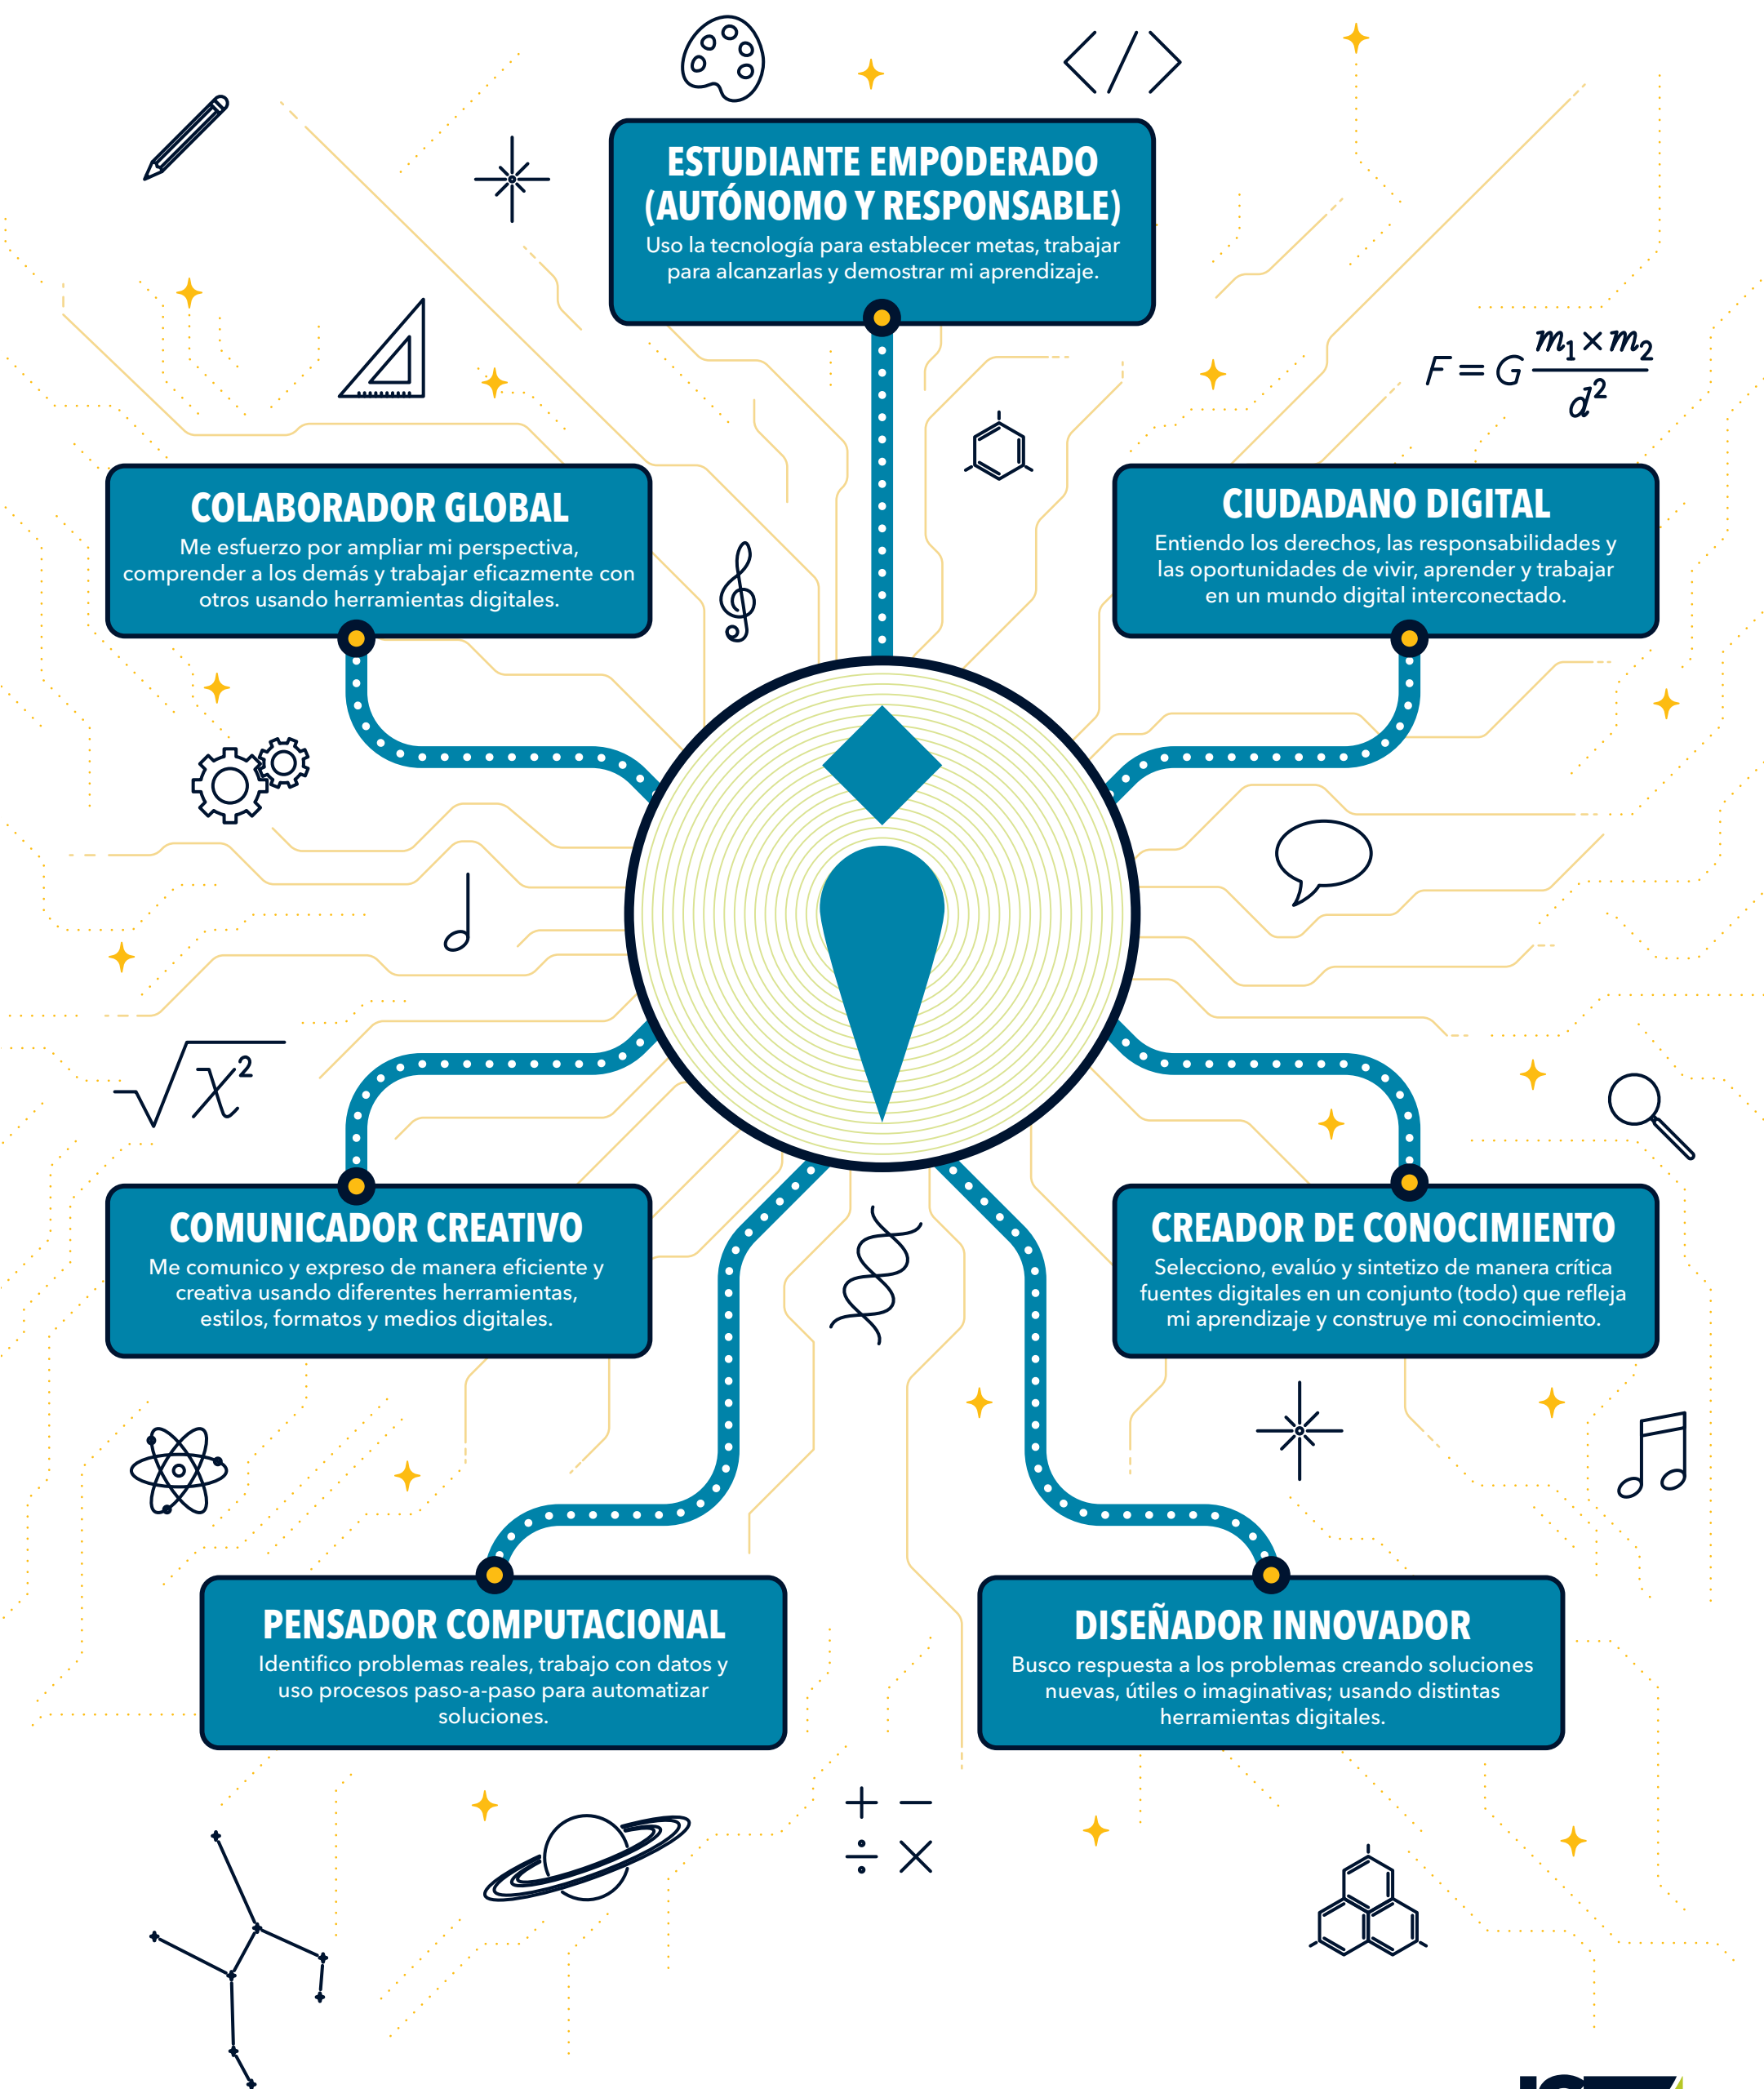 ESTUDIANTE EMPODERADO
(AUTÓNOMO Y RESPONSABLE)
Uso la tecnología para establecer metas, trabajar
para alcanzarlas y demostrar mi aprendizaje.
F = G m₁ × m₂ / d²
COLABORADOR GLOBAL
Me esfuerzo por ampliar mi perspectiva,
comprender a los demás y trabajar eficazmente con
otros usando herramientas digitales.
CIUDADANO DIGITAL
Entiendo los derechos, las responsabilidades y
las oportunidades de vivir, aprender y trabajar
en un mundo digital interconectado.
√x²
COMUNICADOR CREATIVO
Me comunico y expreso de manera eficiente y
creativa usando diferentes herramientas,
estilos, formatos y medios digitales.
CREADOR DE CONOCIMIENTO
Selecciono, evalúo y sintetizo de manera crítica
fuentes digitales en un conjunto (todo) que refleja
mi aprendizaje y construye mi conocimiento.
PENSADOR COMPUTACIONAL
Identifico problemas reales, trabajo con datos y
uso procesos paso-a-paso para automatizar
soluciones.
DISEÑADOR INNOVADOR
Busco respuesta a los problemas creando soluciones
nuevas, útiles o imaginativas; usando distintas
herramientas digitales.
+ −
÷ ×